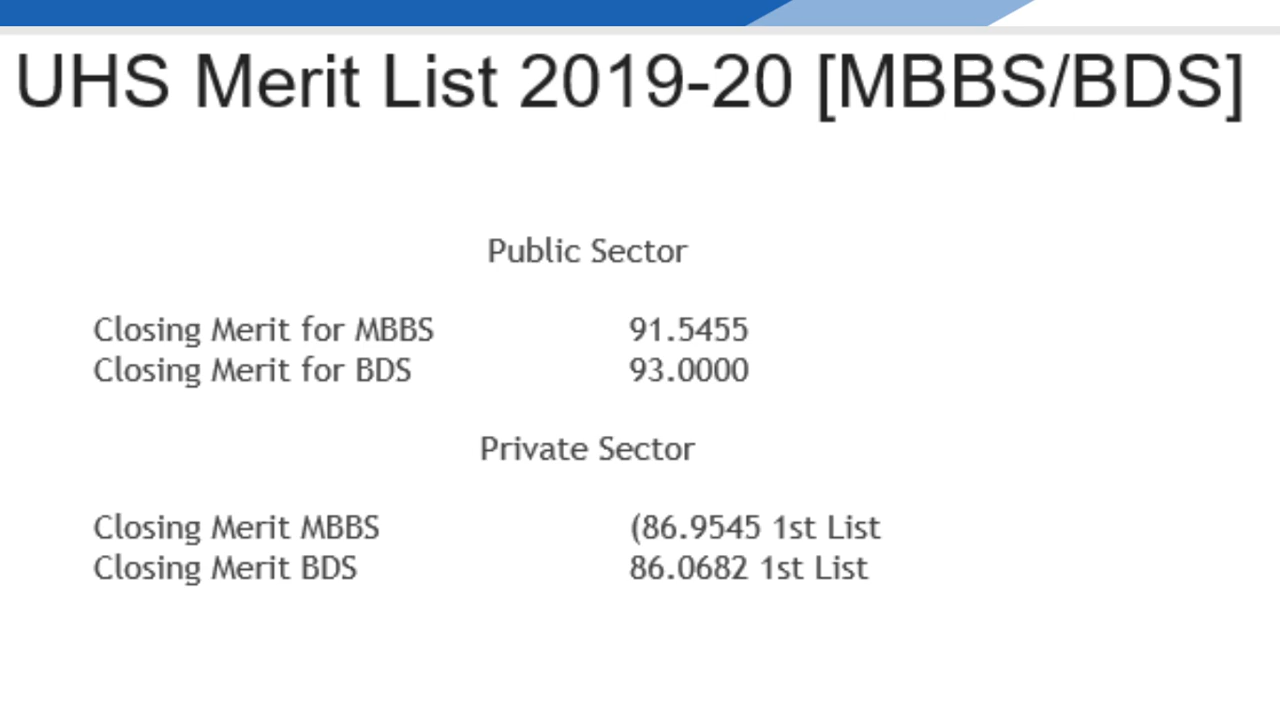 UHS Merit List 2019-20 [MBBS/BDS]
Public Sector
Closing Merit for MBBS 91.5455
Closing Merit for BDS 93.0000
Private Sector
Closing Merit MBBS (86.9545 1st List
Closing Merit BDS 86.0682 1st List